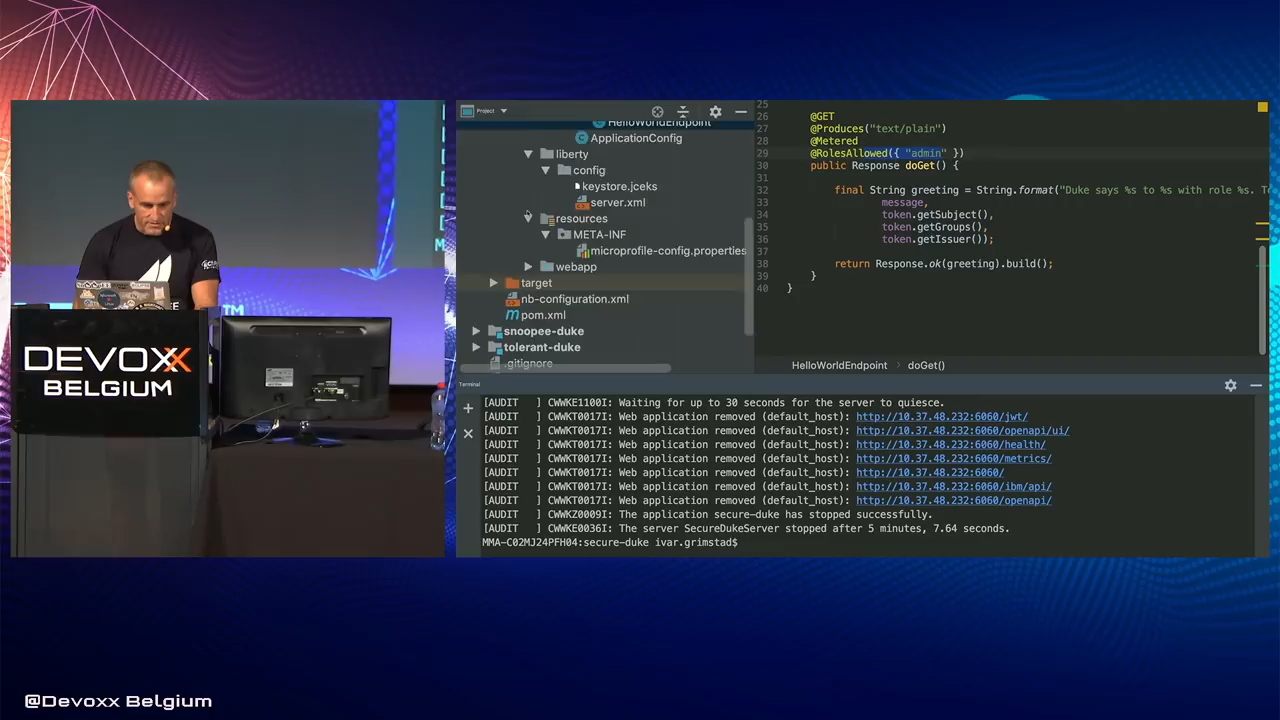 DEVOXX
BELGIUM
Project
HelloWorldEndpoint
ApplicationConfig
liberty
config
keystore.jceks
server.xml
resources
META-INF
microprofile-config.properties
webapp
target
nb-configuration.xml
pom.xml
snoopee-duke
tolerant-duke
.gitignore
25
26 @GET
27 @Produces("text/plain")
28 @Metered
29 @RolesAllowed({ "admin" })
30 public Response doGet() {
31
32 final String greeting = String.format("Duke says %s to %s with role %s. To
33 message,
34 token.getSubject(),
35 token.getGroups(),
36 token.getIssuer());
37
38 return Response.ok(greeting).build();
39 }
40 }
HelloWorldEndpoint > doGet()
Terminal
[AUDIT ] CWWKE1100I: Waiting for up to 30 seconds for the server to quiesce.
[AUDIT ] CWWKT0017I: Web application removed (default_host): http://10.37.48.232:6060/jwt/
[AUDIT ] CWWKT0017I: Web application removed (default_host): http://10.37.48.232:6060/openapi/ui/
[AUDIT ] CWWKT0017I: Web application removed (default_host): http://10.37.48.232:6060/health/
[AUDIT ] CWWKT0017I: Web application removed (default_host): http://10.37.48.232:6060/metrics/
[AUDIT ] CWWKT0017I: Web application removed (default_host): http://10.37.48.232:6060/
[AUDIT ] CWWKT0017I: Web application removed (default_host): http://10.37.48.232:6060/ibm/api/
[AUDIT ] CWWKT0017I: Web application removed (default_host): http://10.37.48.232:6060/openapi/
[AUDIT ] CWWKZ0009I: The application secure-duke has stopped successfully.
[AUDIT ] CWWKE0036I: The server SecureDukeServer stopped after 5 minutes, 7.64 seconds.
MMA-C02MJ24PFH04:secure-duke ivar.grimstad$
@Devoxx Belgium